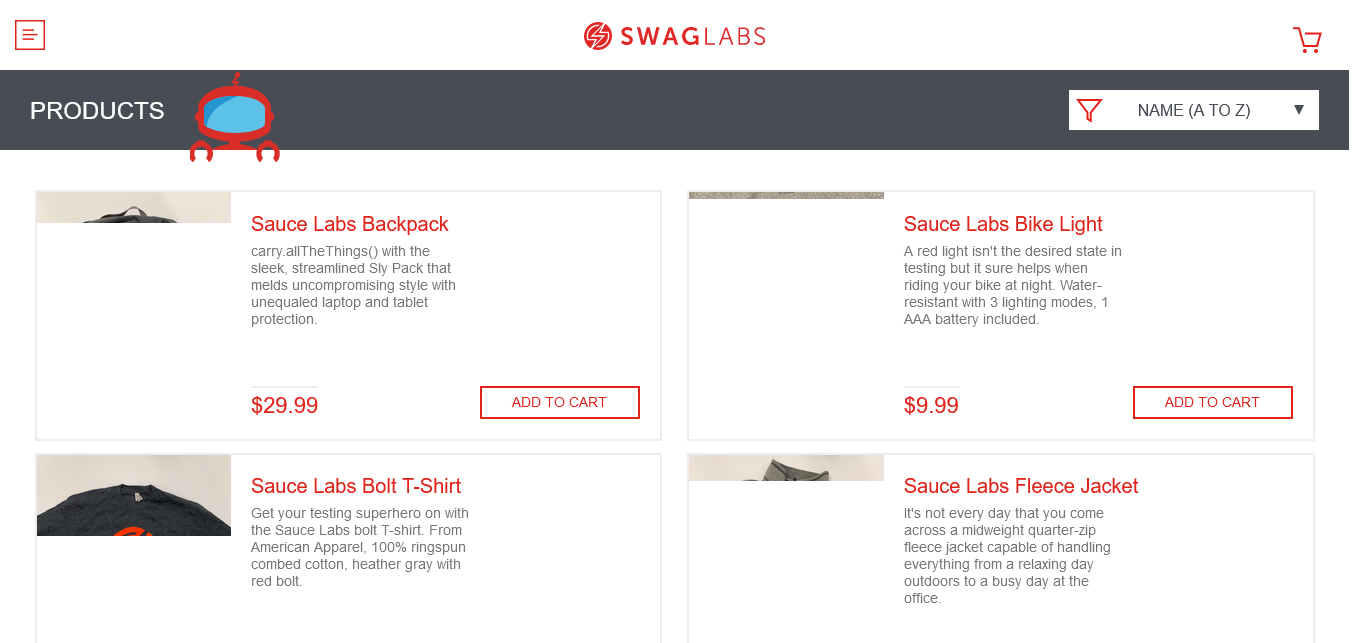 SWAGLABS
PRODUCTS
NAME (A TO Z)
Sauce Labs Backpack
carry.allTheThings() with the
sleek, streamlined Sly Pack that
melds uncompromising style with
unequaled laptop and tablet
protection.
$29.99
ADD TO CART
Sauce Labs Bike Light
A red light isn't the desired state in
testing but it sure helps when
riding your bike at night. Water-
resistant with 3 lighting modes, 1
AAA battery included.
$9.99
ADD TO CART
Sauce Labs Bolt T-Shirt
Get your testing superhero on with
the Sauce Labs bolt T-shirt. From
American Apparel, 100% ringspun
combed cotton, heather gray with
red bolt.
Sauce Labs Fleece Jacket
It's not every day that you come
across a midweight quarter-zip
fleece jacket capable of handling
everything from a relaxing day
outdoors to a busy day at the
office.